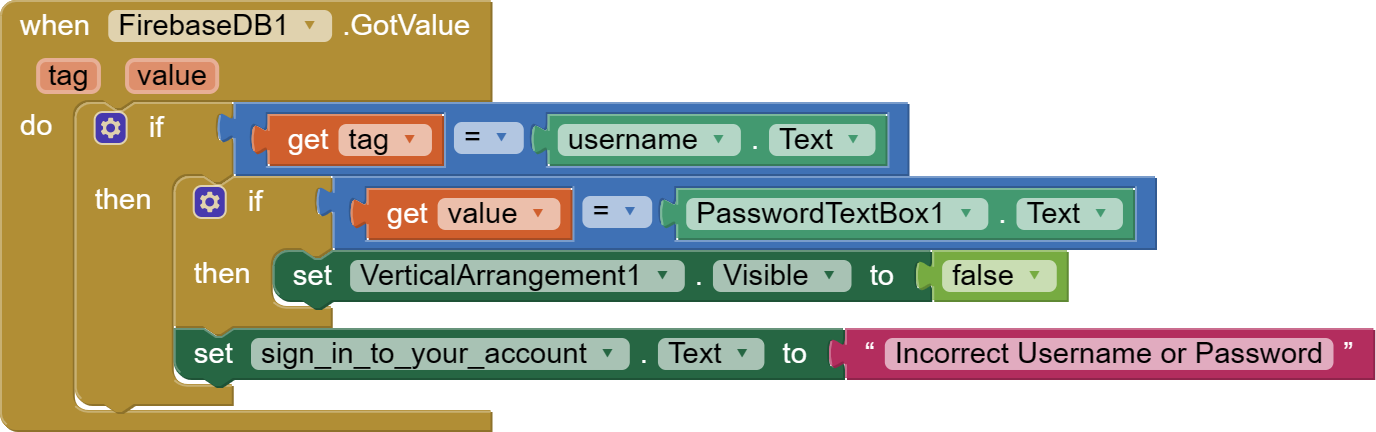 when FirebaseDB1 .GotValue
tag value
do if get tag = username . Text
then if get value = PasswordTextBox1 . Text
then set VerticalArrangement1 . Visible to false
set sign_in_to_your_account . Text to “ Incorrect Username or Password ”